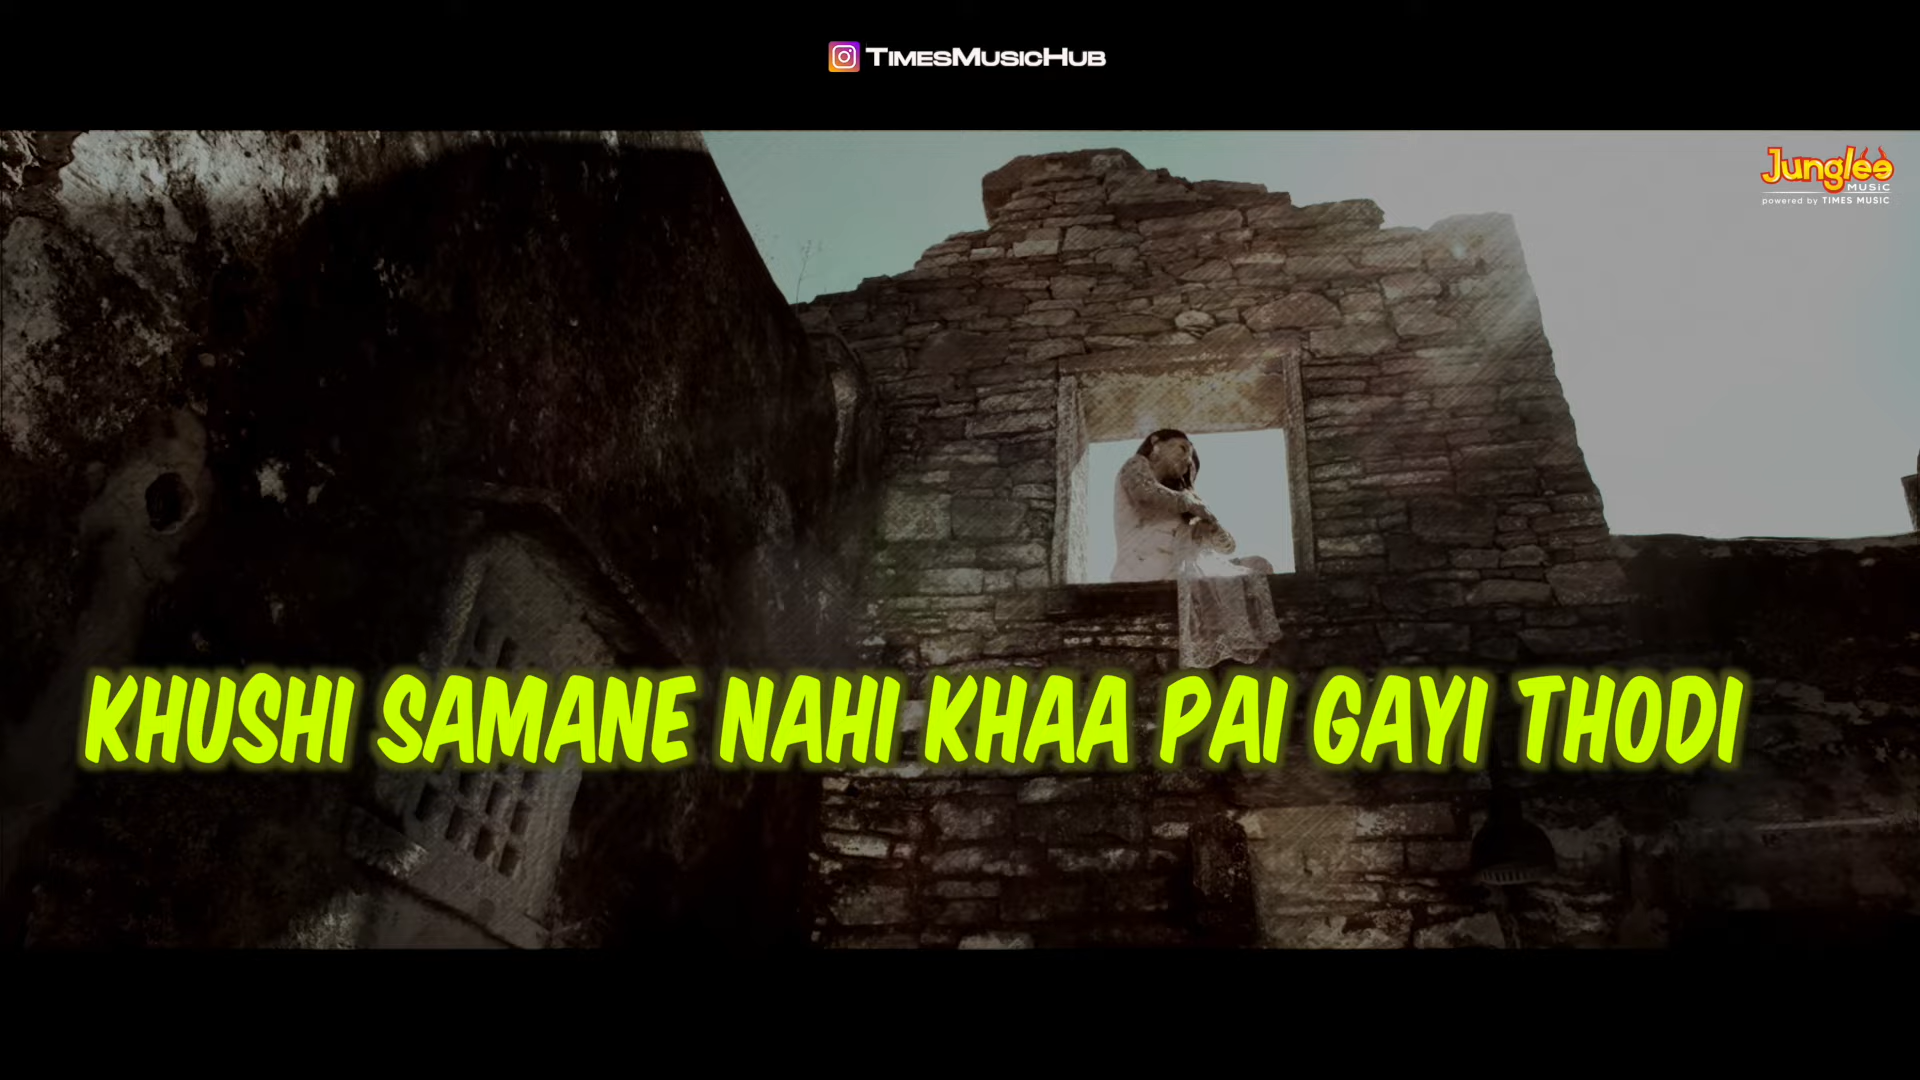 TIMESMUSICHUB
Junglee
MUSIC
powered by TIMES MUSIC
KHUSHI SAMANE NAHI KHAA PAI GAYI THODI